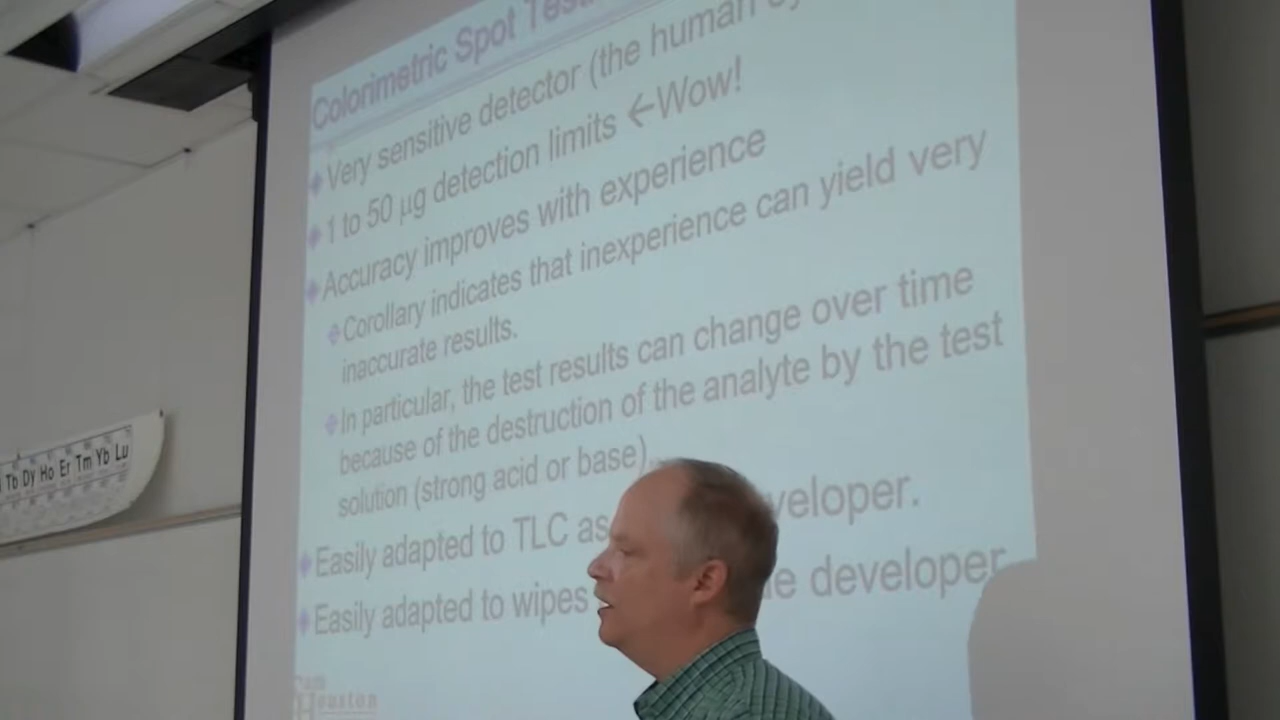 Colorimetric Spot Test
Very sensitive detector (the human
1 to 50 µg detection limits ←Wow!
Accuracy improves with experience
Corollary indicates that inexperience can yield very
inaccurate results.
In particular, the test results can change over time
because of the destruction of the analyte by the test
solution (strong acid or base)
Easily adapted to TLC as veloper.
Easily adapted to wipes developer
Tb Dy Ho Er Tm Yb Lu
Sam
Houston